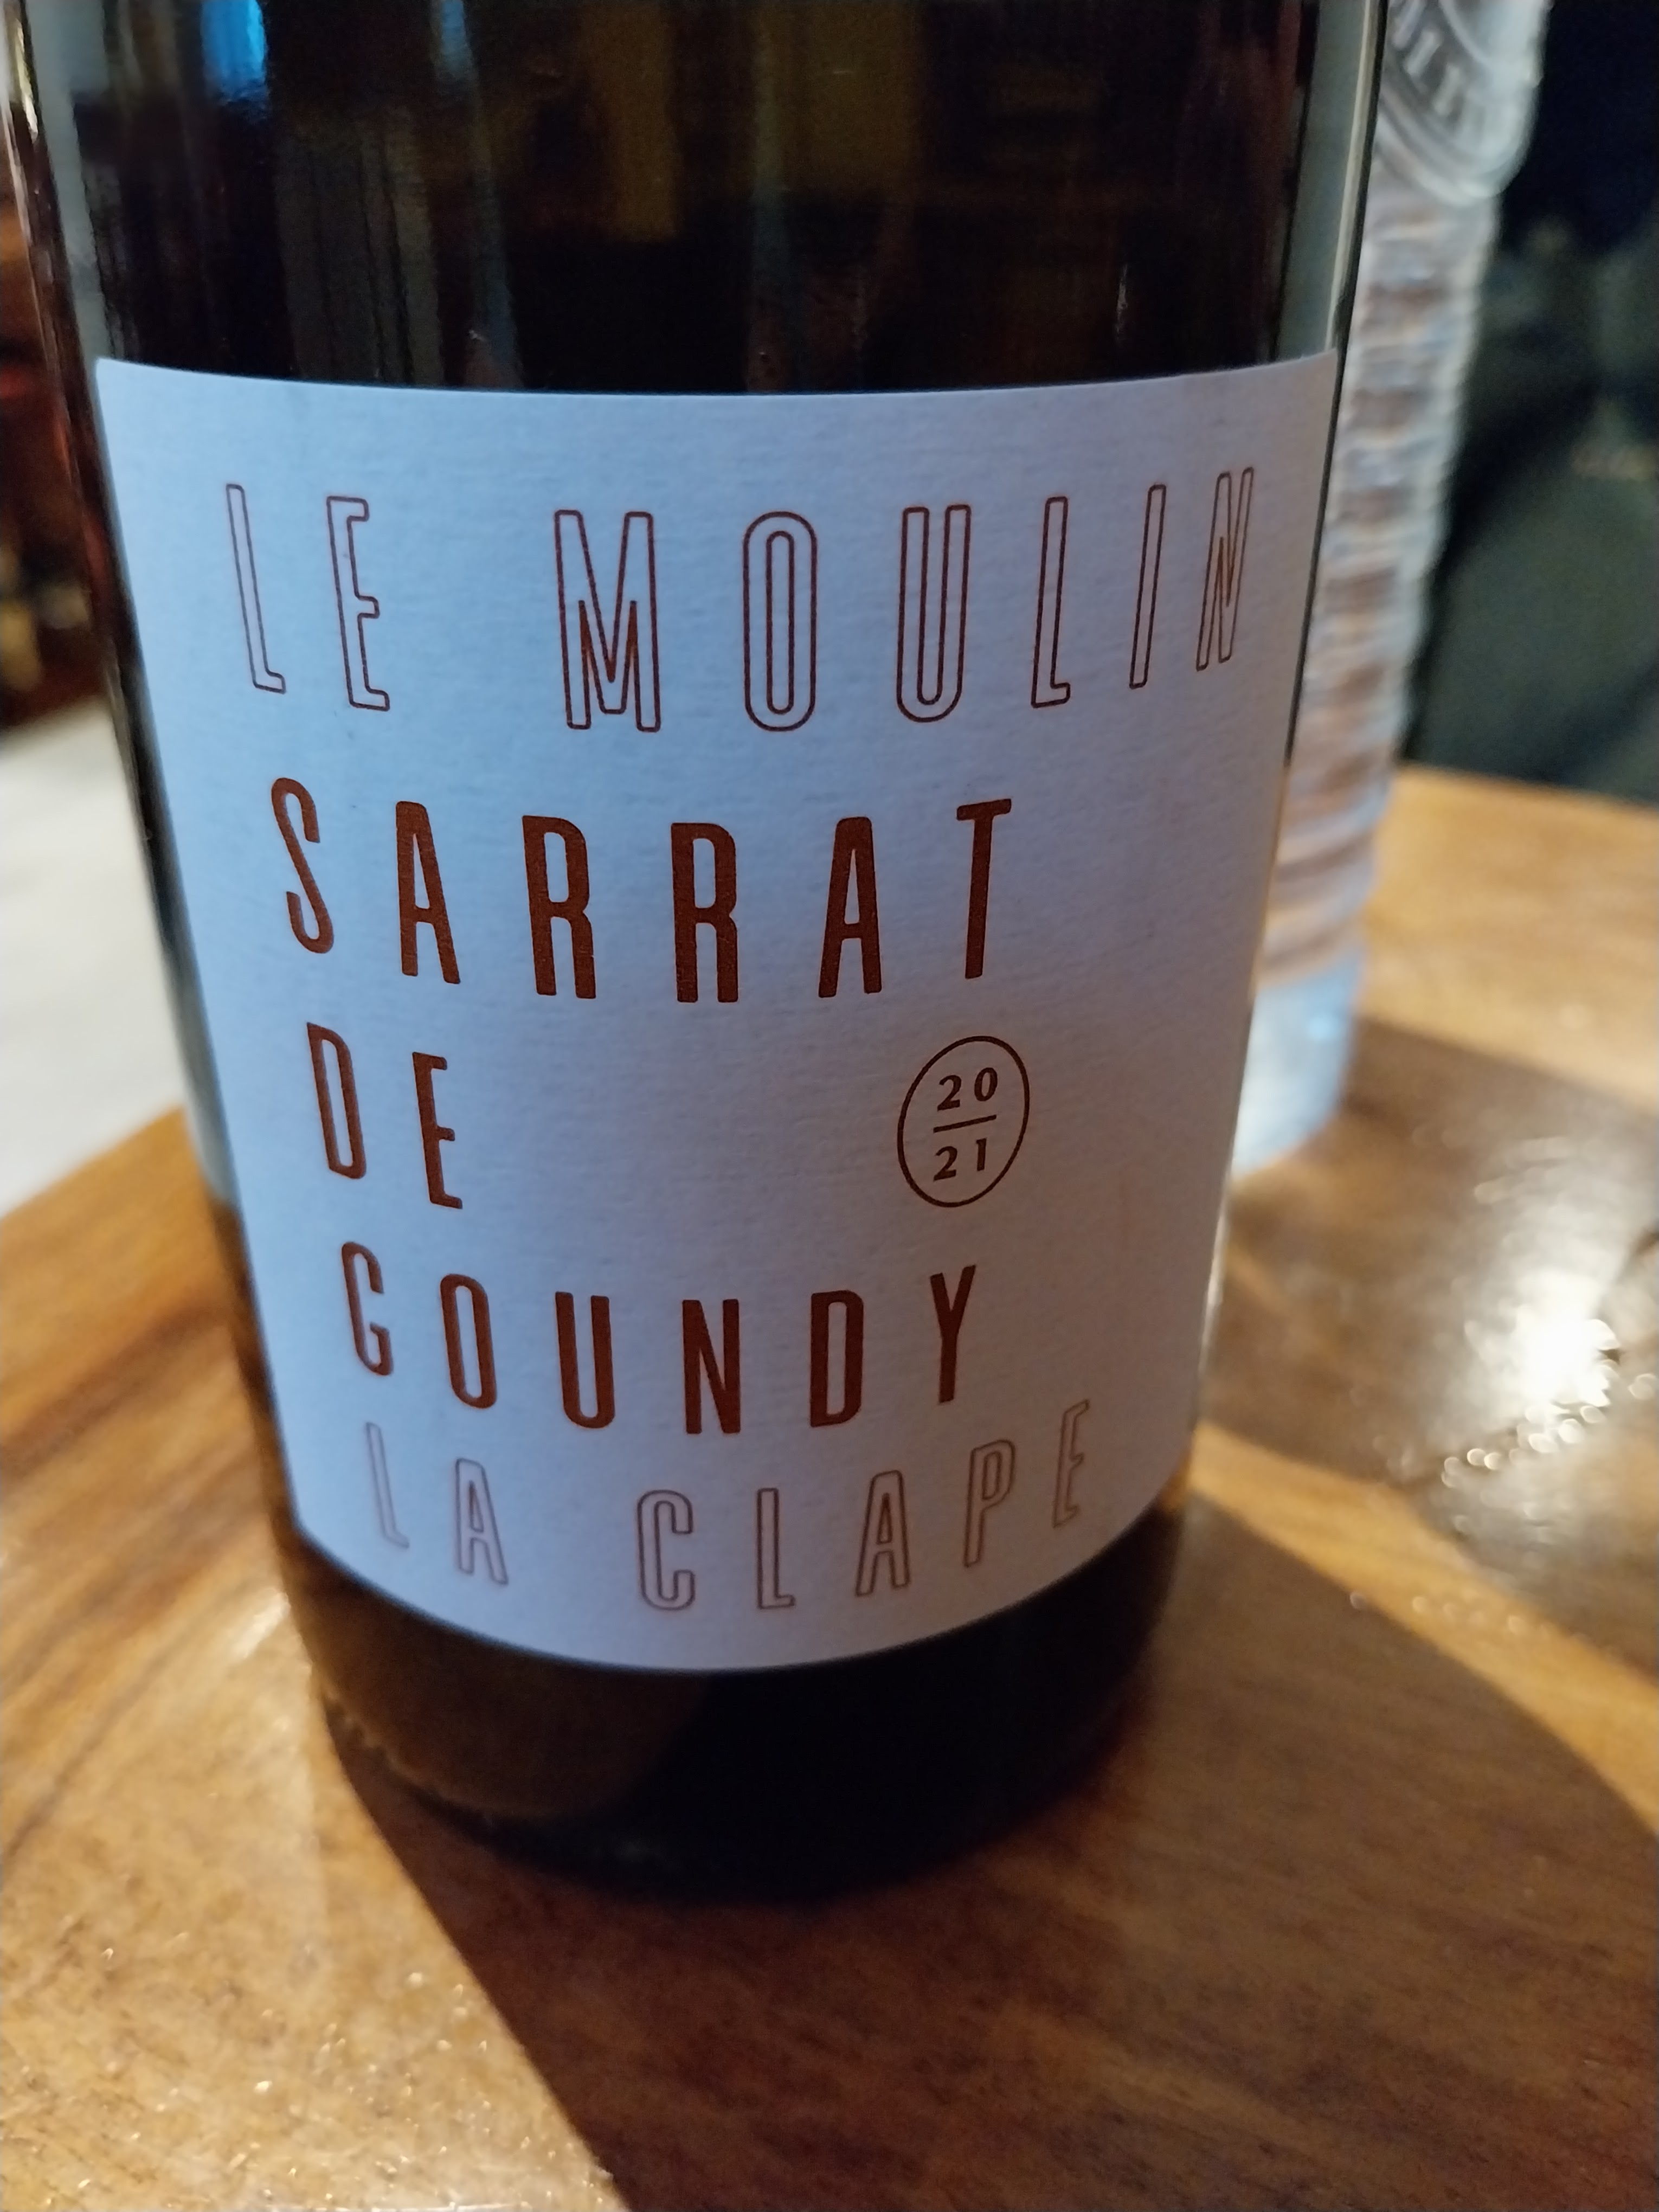 LE MOULIN
SARRAT
DE
20
21
GOUNDY
LA CLAPE